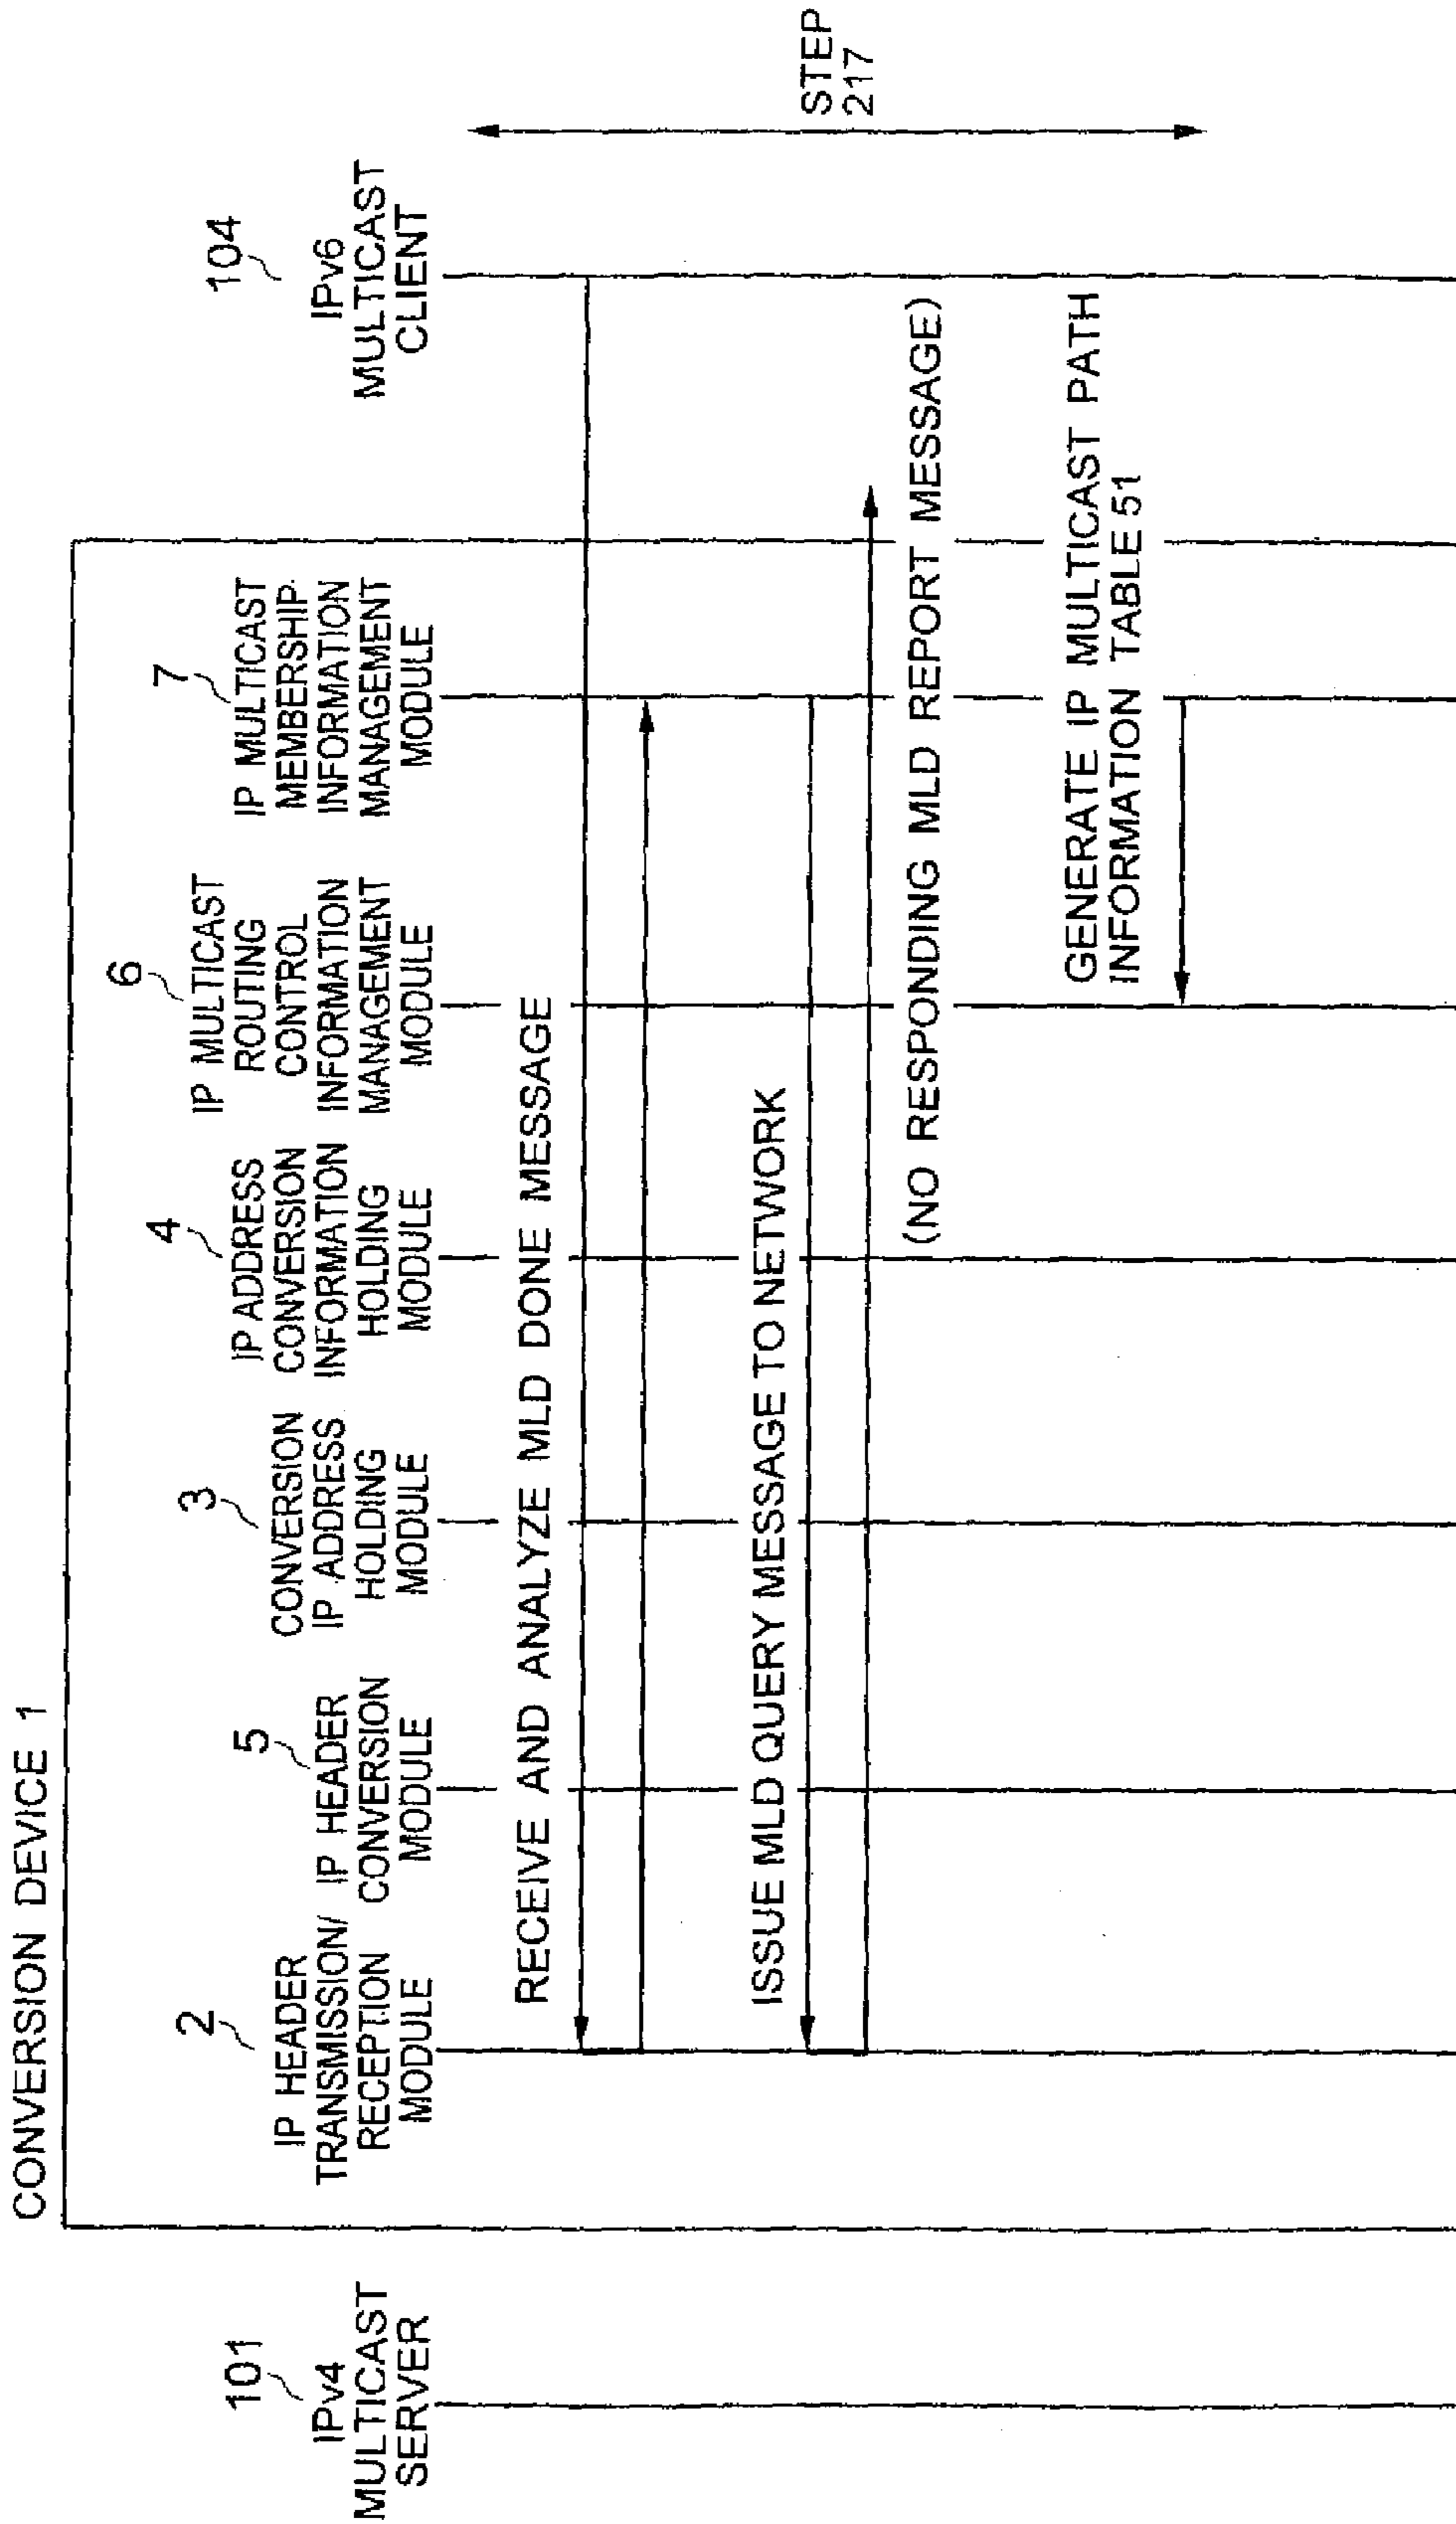 CONVERSION DEVICE 1
101
IPv4
MULTICAST
SERVER
2
IP HEADER
TRANSMISSION/
RECEPTION
MODULE
5
IP HEADER
CONVERSION
MODULE
3
CONVERSION
IP ADDRESS
HOLDING
MODULE
4
IP ADDRESS
CONVERSION
INFORMATION
HOLDING
MODULE
6
IP MULTICAST
ROUTING
CONTROL
INFORMATION
MANAGEMENT
MODULE
7
IP MULTICAST
MEMBERSHIP
INFORMATION
MANAGEMENT
MODULE
104
IPv6
MULTICAST
CLIENT
RECEIVE AND ANALYZE MLD DONE MESSAGE
ISSUE MLD QUERY MESSAGE TO NETWORK
(NO RESPONDING MLD REPORT MESSAGE)
GENERATE IP MULTICAST PATH
INFORMATION TABLE 51
STEP
217